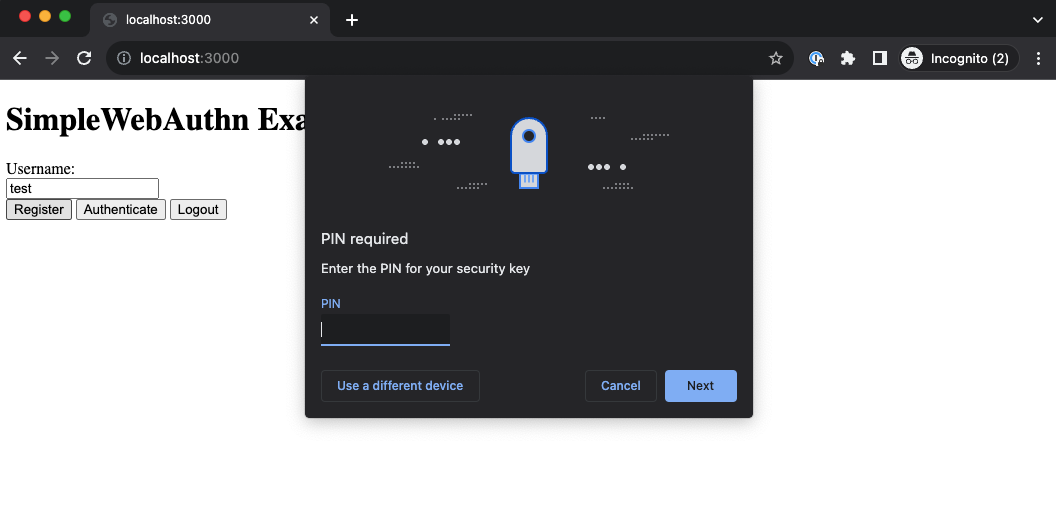 localhost:3000
localhost:3000
Incognito (2)
SimpleWebAuthn Exa
Username:
test
Register Authenticate Logout
PIN required
Enter the PIN for your security key
PIN
Use a different device Cancel Next